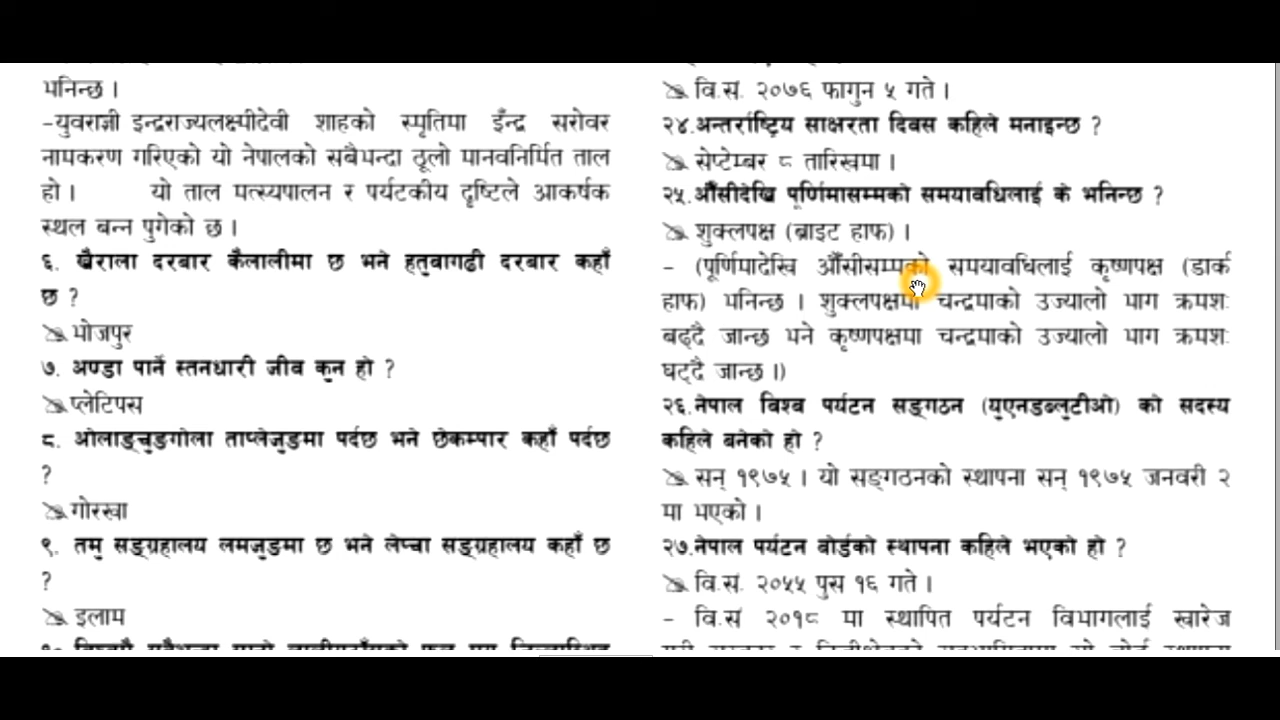 भनिन्छ ।
-युवराज्ञी इन्द्रराज्यलक्ष्मीदेवी शाहको स्मृतिमा इँन्द्र सरोवर
नामकरण गरिएको यो नेपालको सबैभन्दा ठूलो मानवनिर्मित ताल
हो । यो ताल मत्स्यपालन र पर्यटकीय दृष्टिले आकर्षक
स्थल बन्न पुगेको छ ।
६. खैराला दरबार कैलालीमा छ भने हतुवागढी दरबार कहाँ
छ ?
भोजपुर
७. अण्डा पार्ने स्तनधारी जीव कुन हो ?
प्लेटिपस
८. ओलाङ्चुङगोला ताप्लेजुङमा पर्दछ भने छेकम्पार कहाँ पर्दछ
?
गोरखा
९. तमु सङ्ग्रहालय लमजुङमा छ भने लेप्चा सङ्ग्रहालय कहाँ छ
?
इलाम
वि.सं. २०७६ फागुन ५ गते ।
२४.अन्तर्राष्ट्रिय साक्षरता दिवस कहिले मनाइन्छ ?
सेप्टेम्बर ८ तारिखमा ।
२५.औँसीदेखि पूर्णिमासम्मको समयावधिलाई के भनिन्छ ?
शुक्लपक्ष (ब्राइट हाफ) ।
- (पूर्णिमादेखि औँसीसम्मको समयावधिलाई कृष्णपक्ष (डार्क
हाफ) भनिन्छ । शुक्लपक्षमा चन्द्रमाको उज्यालो भाग क्रमशः
बढ्दै जान्छ भने कृष्णपक्षमा चन्द्रमाको उज्यालो भाग क्रमशः
घट्दै जान्छ ।)
२६.नेपाल विश्व पर्यटन सङ्गठन (युएनडब्लुटीओ) को सदस्य
कहिले बनेको हो ?
सन् १९७५ । यो सङ्गठनको स्थापना सन् १९७५ जनवरी २
मा भएको ।
२७.नेपाल पर्यटन बोर्डको स्थापना कहिले भएको हो ?
वि.सं. २०५५ पुस १६ गते ।
- वि.सं २०१८ मा स्थापित पर्यटन विभागलाई खारेज